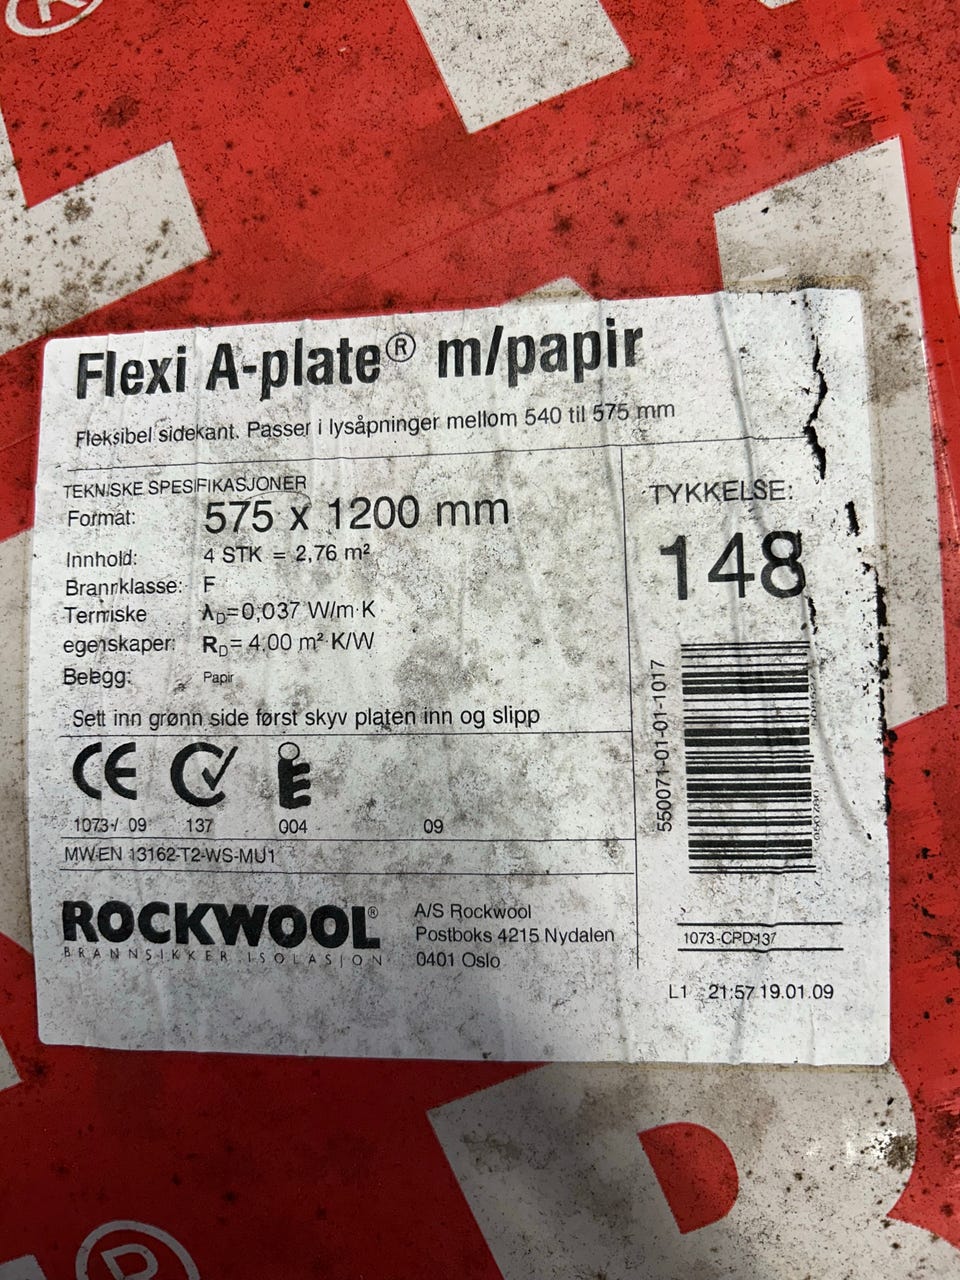 Flexi A-plate® m/papir
Fleksibel sidekant. Passer i lysåpninger mellom 540 til 575 mm
TEKNISKE SPESIFIKASJONER
Format: 575 x 1200 mm
Innhold: 4 STK = 2,76 m²
Brannklasse: F
Termiske λD=0,037 W/m·K
egenskaper: RD= 4,00 m²·K/W
Belegg: Papir
Sett inn grønn side først skyv platen inn og slipp
TYKKELSE:
148
550071-01-01-1017
CE
1073-/ 09 137 004 09
MW-EN 13162-T2-WS-MU1
ROCKWOOL®
BRANNSIKKER ISOLASJON
A/S Rockwool
Postboks 4215 Nydalen
0401 Oslo
1073-CPD-137
L1 21:57 19.01.09